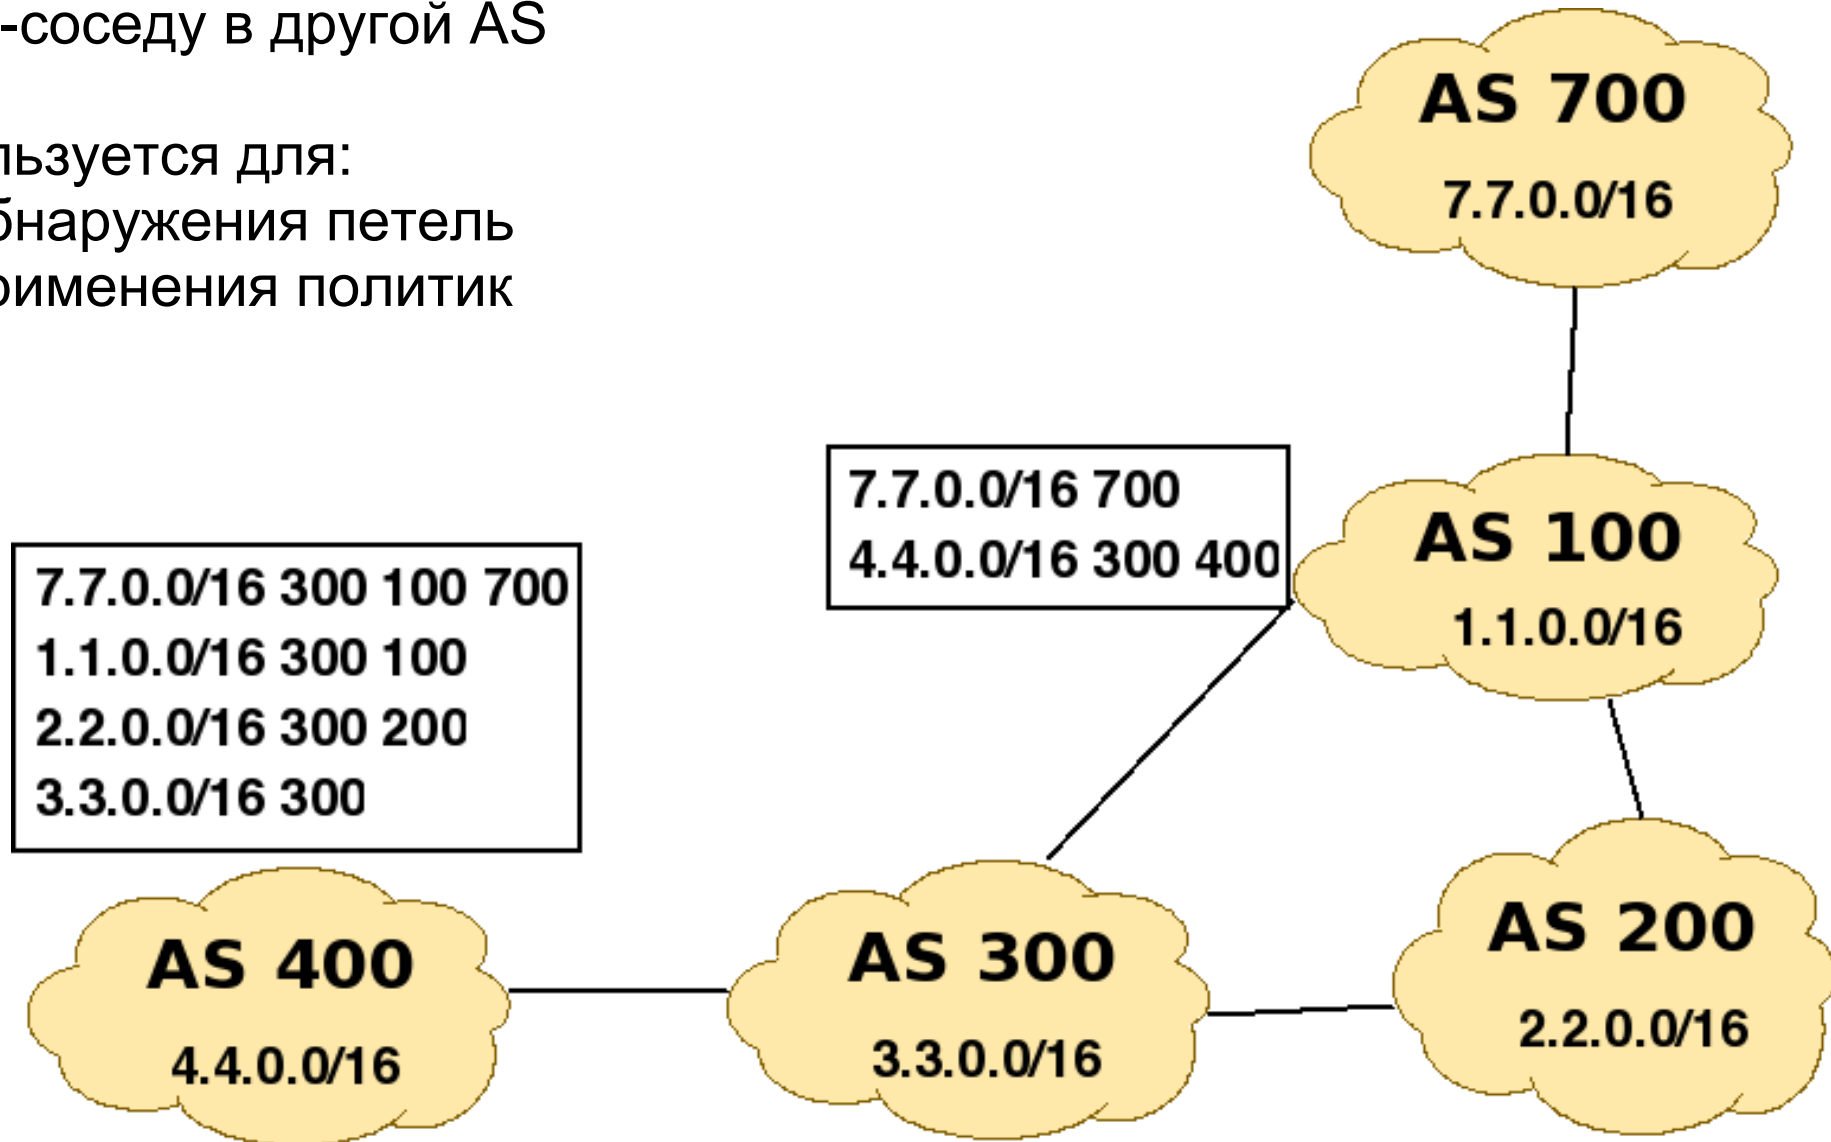 -соседу в другой AS
льзуется для:
бнаружения петель
рименения политик
AS 700
7.7.0.0/16
7.7.0.0/16 700
4.4.0.0/16 300 400
AS 100
1.1.0.0/16
7.7.0.0/16 300 100 700
1.1.0.0/16 300 100
2.2.0.0/16 300 200
3.3.0.0/16 300
AS 400
4.4.0.0/16
AS 300
3.3.0.0/16
AS 200
2.2.0.0/16